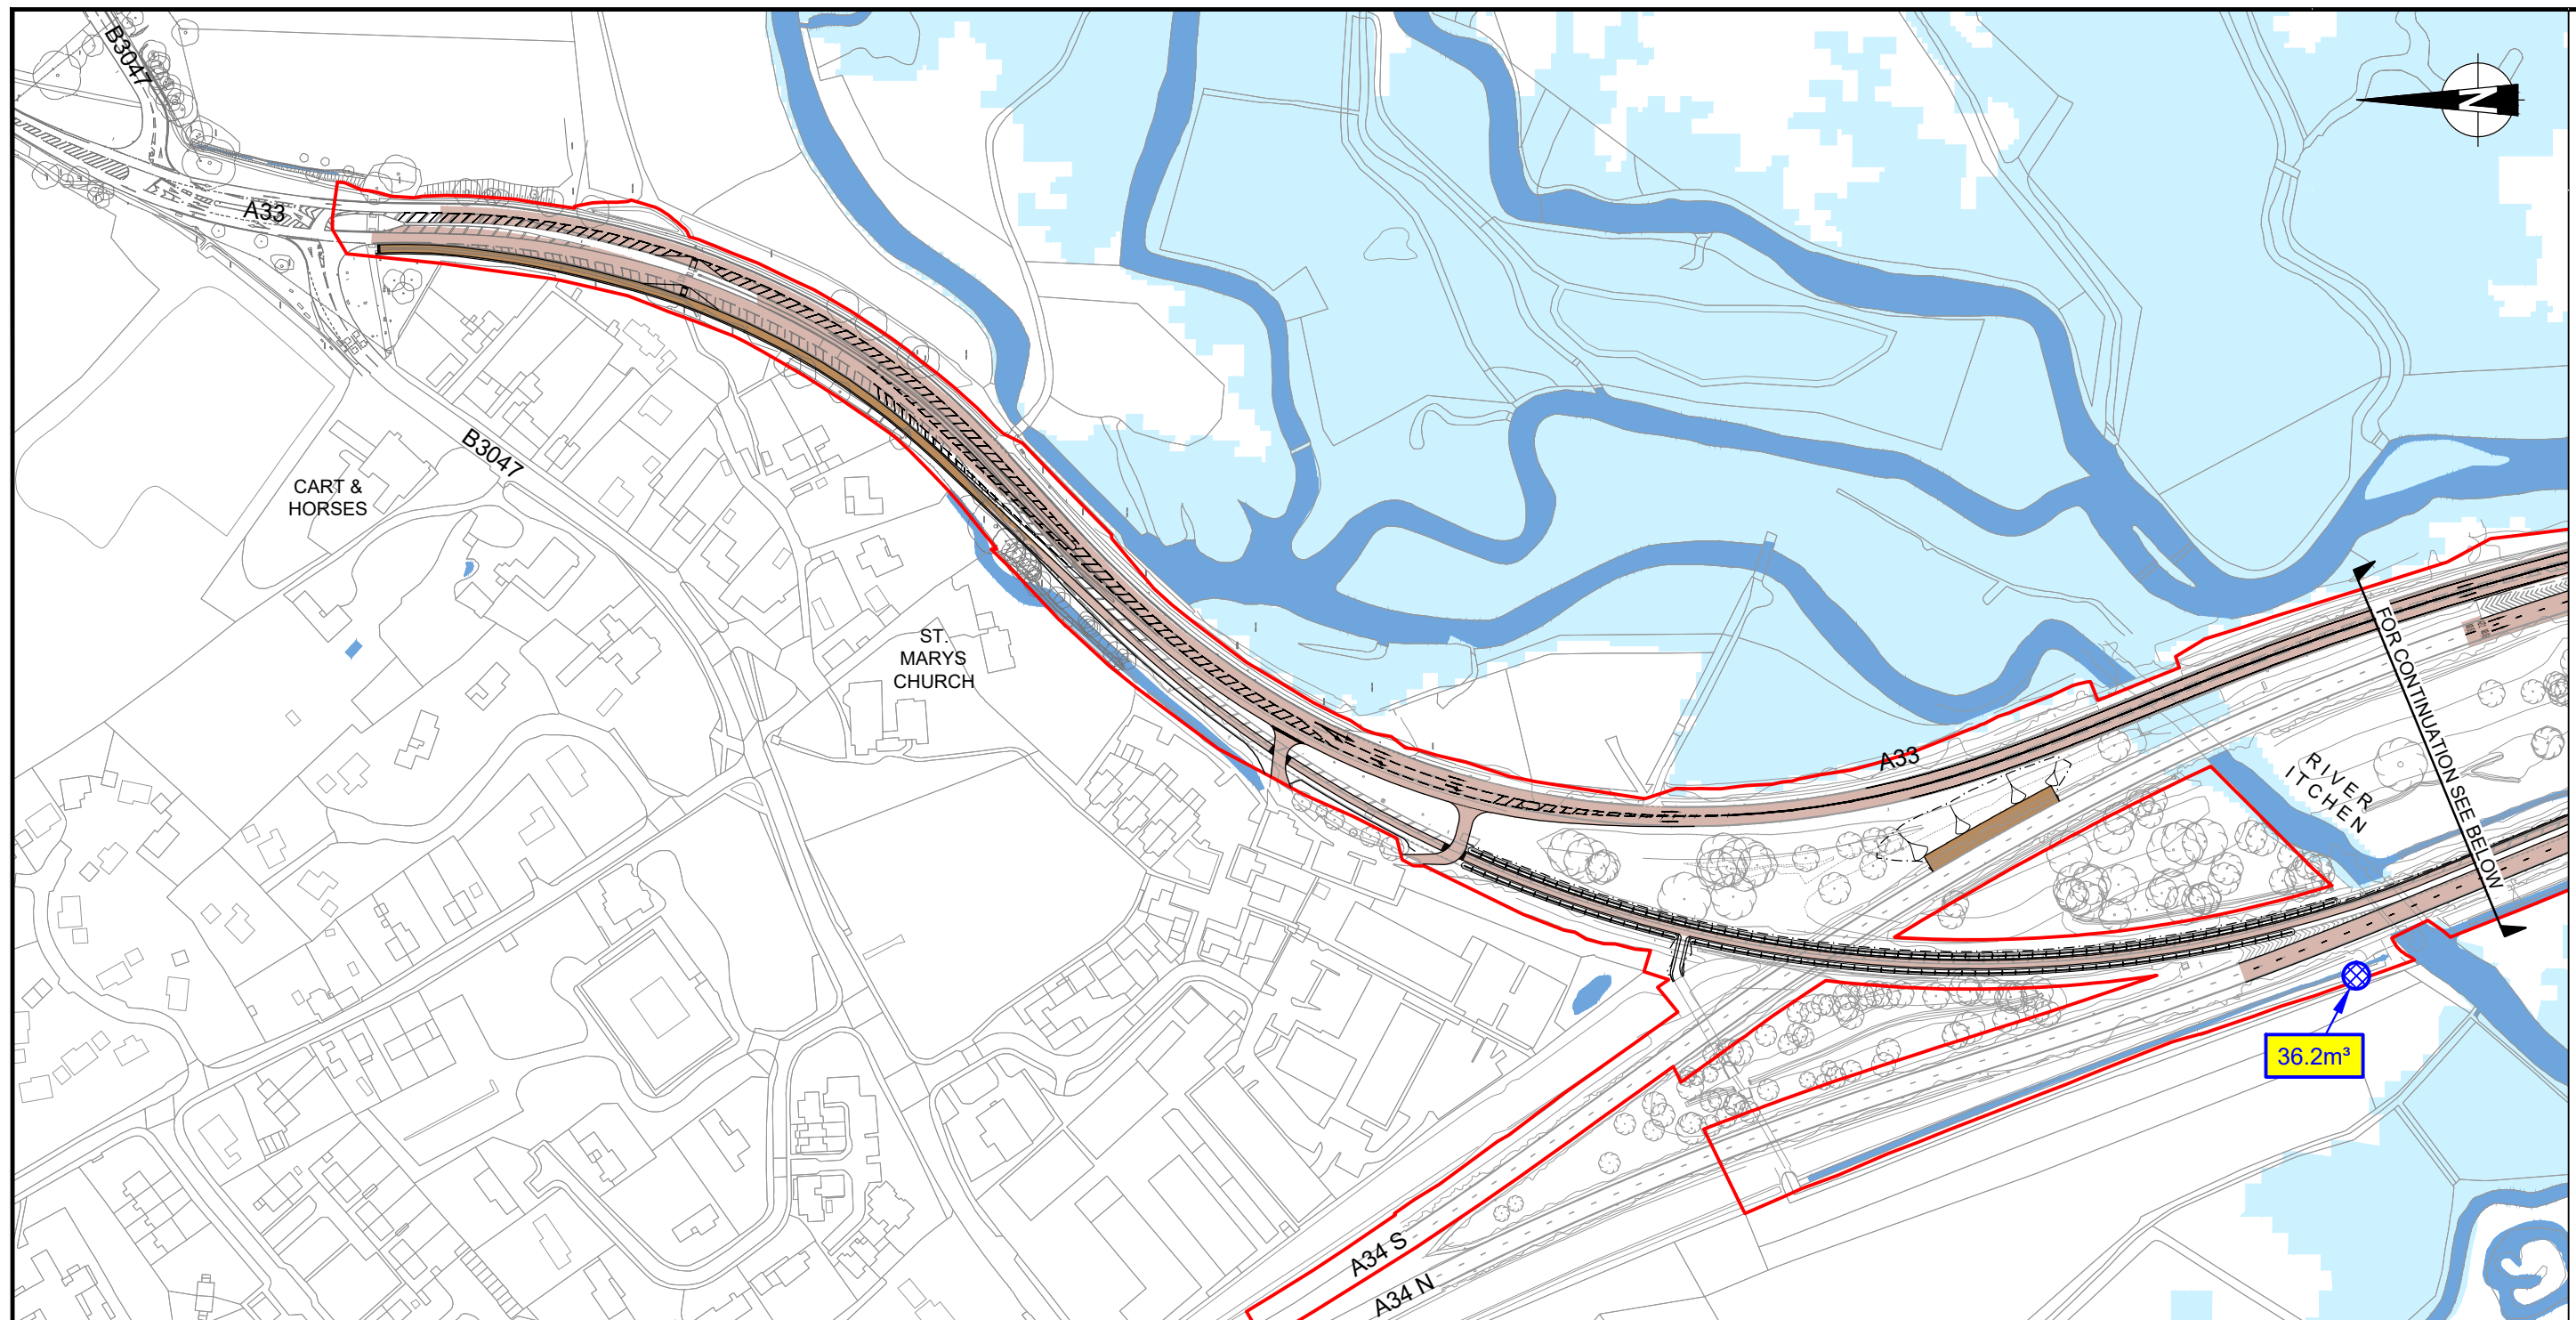 B3047
N
A33
B3047
CART &
HORSES
ST.
MARYS
CHURCH
A33
RIVER
ITCHEN
FOR CONTINUATION SEE BELOW
36.2m³
A34 S
A34 N